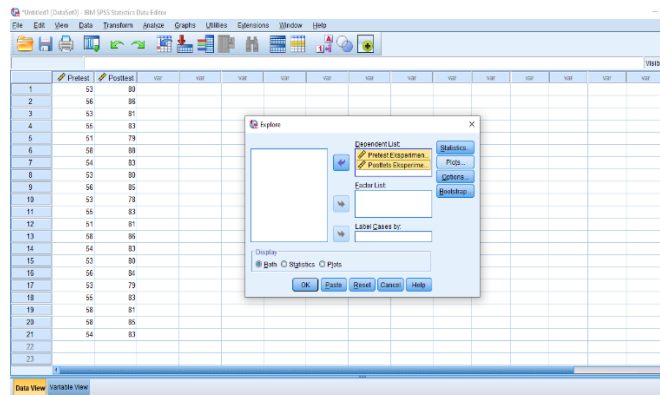 *Untitled1 [DataSet0] - IBM SPSS Statistics Data Editor
File Edit View Data Transform Analyze Graphs Utilities Extensions Window Help
Visib
Pretest Posttest var var var var var var var var var var var var
1 53 80
2 56 86
3 53 81
4 55 83
5 51 79
6 58 88
7 54 83
8 53 80
9 56 85
10 53 78
11 55 83
12 51 81
13 58 86
14 54 83
15 53 80
16 56 84
17 53 79
18 55 83
19 58 81
20 58 85
21 54 83
22
23
Explore
Dependent List:
Pretest Eksperimen...
Posttets Eksperime...
Factor List:
Label Cases by:
Statistics...
Plots...
Options...
Bootstrap...
Display
Both Statistics Plots
OK Paste Reset Cancel Help
Data View Variable View